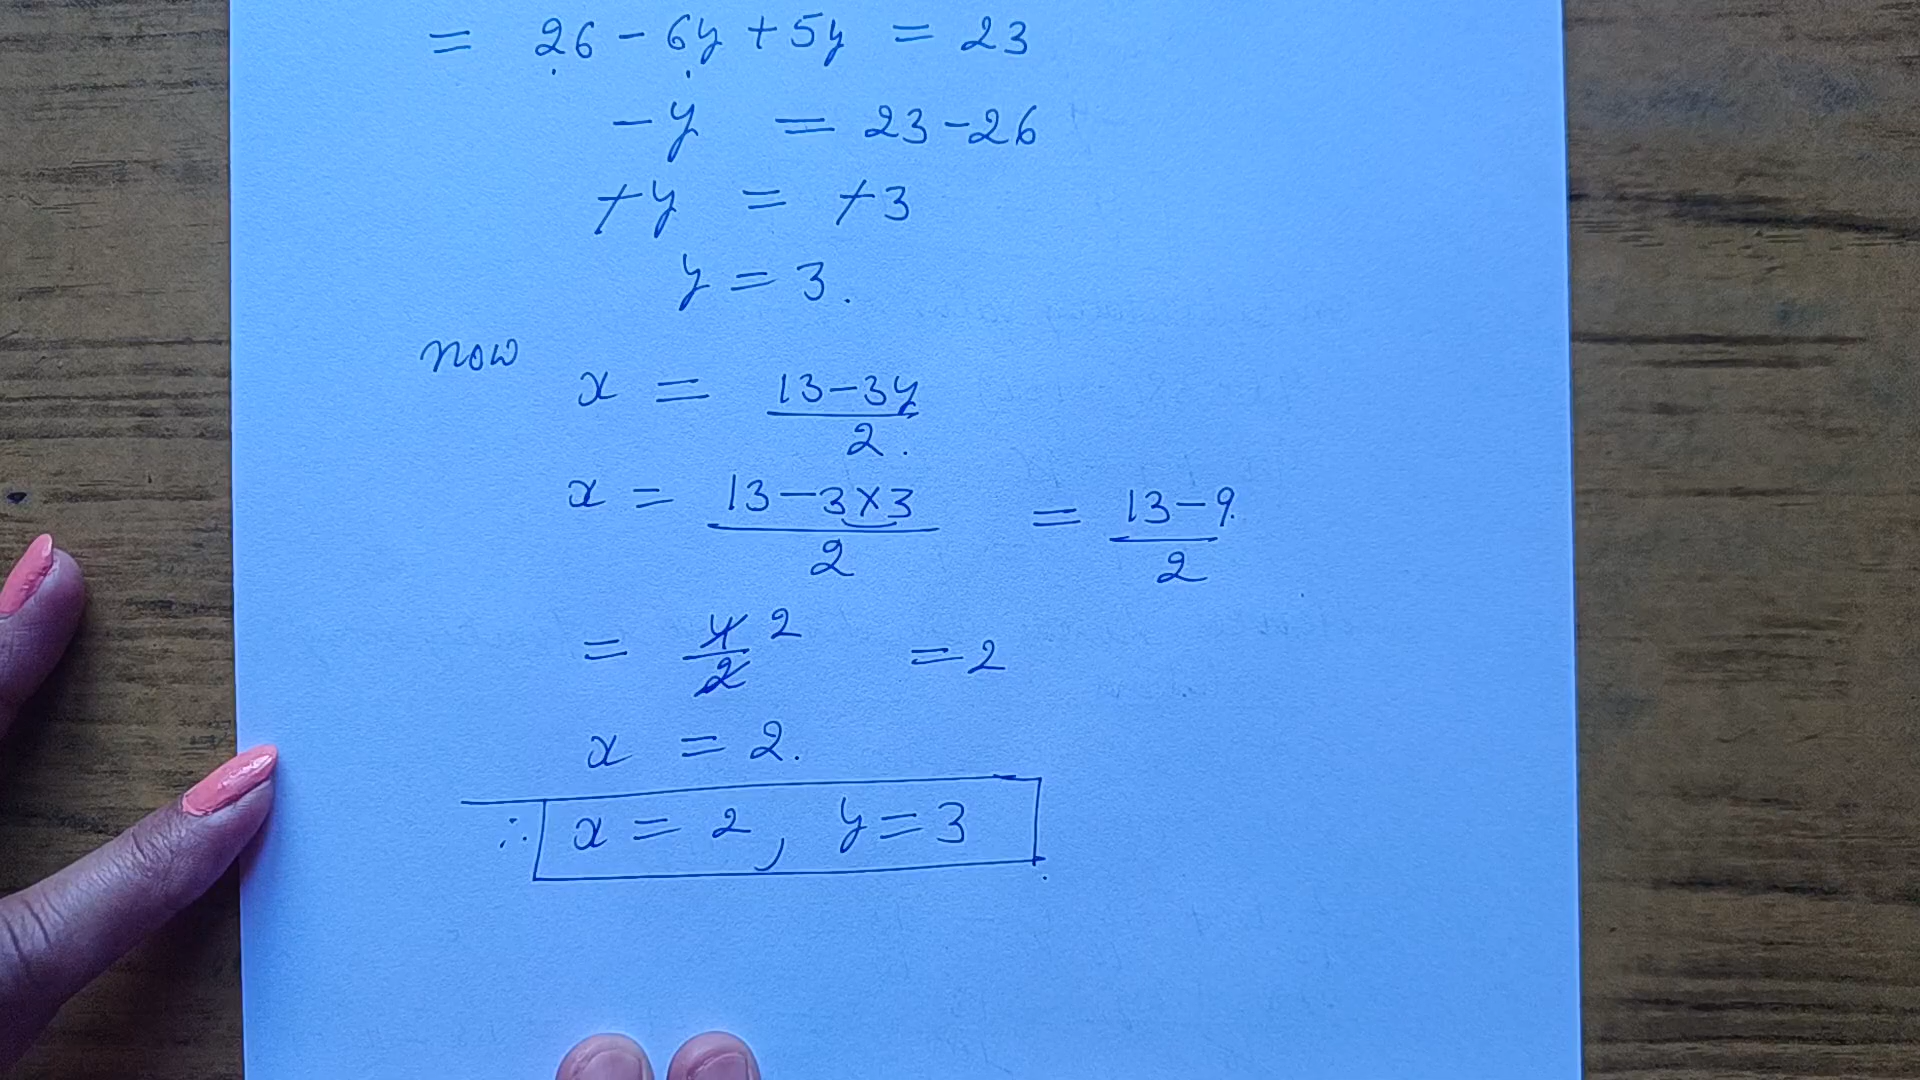 = 26 - 6y + 5y = 23
-y = 23 - 26
+y = +3
y = 3.
now
x = 13-3y / 2.
x = 13-3×3 / 2 = 13-9 / 2
= 4/2 2 = 2
x = 2.
∴ x = 2, y = 3